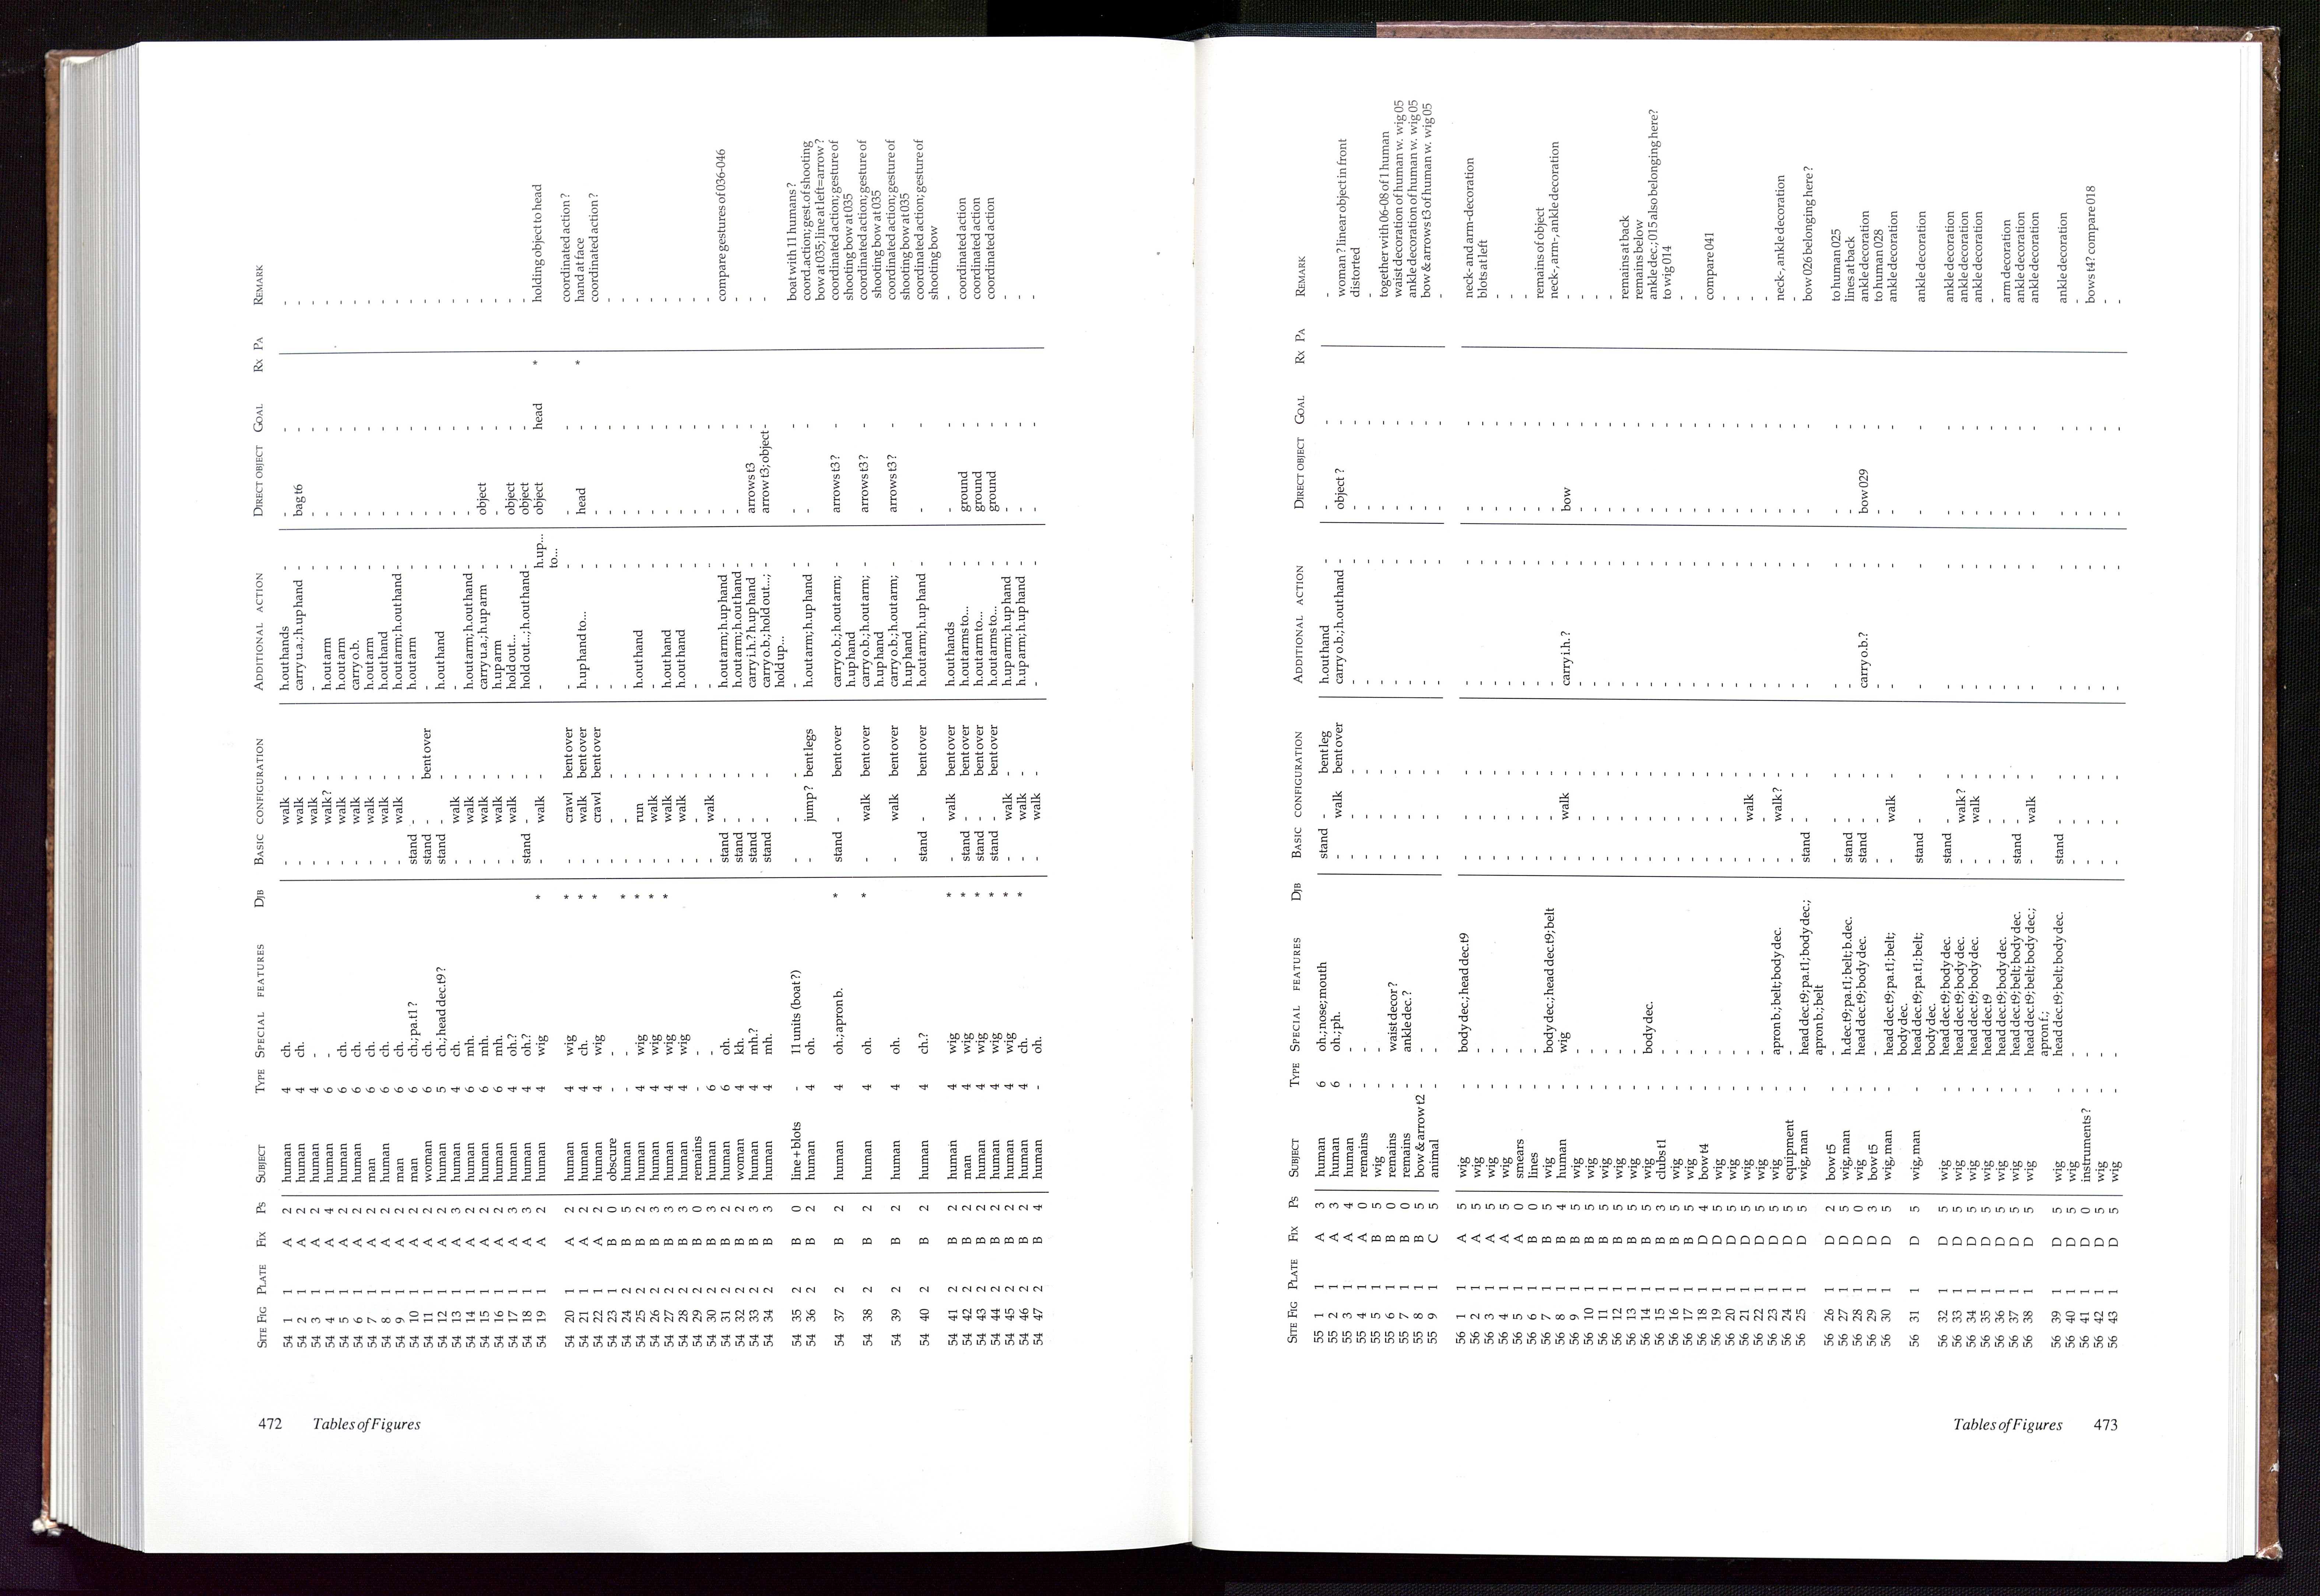 472 Tables of Figures
SITE FIG PLATE FIX PS SUBJECT TYPE SPECIAL FEATURES DJB BASIC CONFIGURATION ADDITIONAL ACTION DIRECT OBJECT GOAL RX PA REMARK
54 1 1 A 2 human 4 ch. - walk - h.out hands - - - -
54 2 1 A 2 human 4 ch. - walk - carry u.a.; h.up hand - bag t6 - -
54 3 1 A 2 human 4 - - walk - - - - - -
54 4 1 A 4 human 6 - - walk? - h.out arm - - - -
54 5 1 A 2 human 6 ch. - walk - h.out arm - - - -
54 6 1 A 2 human 6 ch. - walk - carry o.b. - - - -
54 7 1 A 2 man 6 ch. - walk - h.out arm - - - -
54 8 1 A 2 human 6 ch. - walk - h.out hand - - - -
54 9 1 A 2 man 6 ch. - walk - h.out arm; h.out hand - - - -
54 10 1 A 2 man 6 ch.; pa.t1? stand - - h.out arm - - - -
54 11 1 A 2 woman 6 ch. stand - bent over - - - - -
54 12 1 A 2 human 5 ch.; head dec.t9? stand - - h.out hand - - - -
54 13 1 A 3 human 4 ch. - walk - - - - - -
54 14 1 A 2 human 6 mh. - walk - h.out arm; h.out hand - - - -
54 15 1 A 2 human 6 mh. - walk - carry u.a.; h.up arm - object - -
54 16 1 A 2 human 6 mh. - walk - h.up arm - - - -
54 17 1 A 3 human 4 oh.? - walk - hold out... - object - -
54 18 1 A 3 human 4 oh.? stand - - hold out...; h.out hand - object - -
54 19 1 A 2 human 4 wig * - walk - - h.up... to... object head * holding object to head
54 20 1 A 2 human 4 wig * - crawl bent over - - - - coordinated action?
54 21 1 A 2 human 4 ch. * - walk bent over h.up hand to... - head - * hand at face
54 22 1 A 2 human 4 wig * - crawl bent over - - - - coordinated action?
54 23 1 B 0 obscure - - - - - - - - - -
54 24 2 B 5 human - - * - - - - - - - -
54 25 2 B 2 human 4 wig * - run - h.out hand - - - -
54 26 2 B 3 human 4 wig * - walk - - - - - -
54 27 2 B 3 human 4 wig * - walk - h.out hand - - - -
54 28 2 B 3 human 4 wig - walk - h.out hand - - - -
54 29 2 B 0 remains - - - - - - - - - -
54 30 2 B 3 human 6 - - walk - - - - - -
54 31 2 B 2 human 6 oh. stand - - h.out arm; h.up hand - - - compare gestures of 036-046
54 32 2 B 2 woman 4 kh. stand - - h.out arm; h.out hand - - - -
54 33 2 B 3 human 4 mh.? stand - - carry i.h.? h.up hand - arrows t3 - -
54 34 2 B 3 human 4 mh. stand - - carry o.b.; hold out...; hold up... - arrow t3; object - -
54 35 2 B 0 line+blots - 11 units (boat?) - - - - - - - boat with 11 humans?
54 36 2 B 2 human 4 oh. - jump? bent legs h.out arm; h.up hand - - - coord.action; gest. of shooting
bow at 035; line at left=arrow?
54 37 2 B 2 human 4 oh.; apron b. * stand - bent over carry o.b.; h.out arm; h.up hand - arrows t3? - coordinated action; gesture of
shooting bow at 035
54 38 2 B 2 human 4 oh. * - walk bent over carry o.b.; h.out arm; h.up hand - arrows t3? - coordinated action; gesture of
shooting bow at 035
54 39 2 B 2 human 4 oh. - walk bent over carry o.b.; h.out arm; h.up hand - arrows t3? - coordinated action; gesture of
shooting bow at 035
54 40 2 B 2 human 4 ch.? stand - bent over h.out arm; h.up hand - - - coordinated action; gesture of
shooting bow
54 41 2 B 2 human 4 wig * - walk bent over h.out hands - - - -
54 42 2 B 2 man 4 wig * stand - bent over h.out arms to... - ground - coordinated action
54 43 2 B 2 human 4 wig * stand - bent over h.out arm to... - ground - coordinated action
54 44 2 B 2 human 4 wig * stand - bent over h.out arms to... - ground - coordinated action
54 45 2 B 2 human 4 wig * - walk - h.up arm; h.up hand - - - -
54 46 2 B 2 human 4 ch. * - walk - h.up arm; h.up hand - - - -
54 47 2 B 4 human - oh. - walk - - - - - -
SITE FIG PLATE FIX PS SUBJECT TYPE SPECIAL FEATURES DJB BASIC CONFIGURATION ADDITIONAL ACTION DIRECT OBJECT GOAL RX PA REMARK
55 1 1 A 3 human 6 oh.; nose; mouth stand - bent leg h.out hand - - - -
55 2 1 A 3 human 6 oh.; ph. - walk bent over carry o.b.; h.out hand - object? - woman? linear object in front
55 3 1 A 4 human - - - - - - - - - distorted
55 4 1 A 0 remains - - - - - - - - - -
55 5 1 B 5 wig - - - - - - - - - together with 06-08 of 1 human
55 6 1 B 0 remains - waist decor? - - - - - - - waist decoration of human w. wig 05
55 7 1 B 0 remains - ankle dec.? - - - - - - - ankle decoration of human w. wig 05
55 8 1 B 5 bow & arrow t2 - - - - - - - - - bow & arrows t3 of human w. wig 05
55 9 1 C 5 animal - - - - - - - - - -
56 1 1 A 5 wig - body dec.; head dec.t9 - - - - - - - neck- and arm-decoration
56 2 1 A 5 wig - - - - - - - - - blots at left
56 3 1 A 5 wig - - - - - - - - - -
56 4 1 A 5 wig - - - - - - - - - -
56 5 1 A 0 smears - - - - - - - - - -
56 6 1 B 0 lines - - - - - - - - - remains of object
56 7 1 B 5 wig - body dec.; head dec.t9; belt - - - - - - - neck-, arm-, ankle decoration
56 8 1 B 4 human - wig - walk - carry i.h.? - bow - -
56 9 1 B 5 wig - - - - - - - - - -
56 10 1 B 5 wig - - - - - - - - - -
56 11 1 B 5 wig - - - - - - - - - -
56 12 1 B 5 wig - - - - - - - - - remains at back
56 13 1 B 5 wig - - - - - - - - - remains below
56 14 1 B 5 wig - body dec. - - - - - - - ankle dec.; 015 also belonging here?
56 15 1 B 3 clubs t1 - - - - - - - - - to wig 014
56 16 1 B 5 wig - - - - - - - - - -
56 17 1 B 5 wig - - - - - - - - - -
56 18 1 D 4 bow t4 - - - - - - - - - compare 041
56 19 1 D 5 wig - - - - - - - - - -
56 20 1 D 5 wig - - - - - - - - - -
56 21 1 D 5 wig - - - walk - - - - - -
56 22 1 D 5 wig - - - - - - - - - -
56 23 1 D 5 wig - apron b.; belt; body dec. - walk? - - - - - neck-, ankle decoration
56 24 1 D 5 equipment - - - - - - - - - -
56 25 1 D 5 wig, man - head dec.t9; pa.t1; body dec.; apron b.; belt stand - - - - - - bow 026 belonging here?
56 26 1 D 2 bow t5 - - - - - - - - - to human 025
56 27 1 D 5 wig, man - h.dec.t9; pa.t1; belt; b.dec. stand - - - - - - lines at back
56 28 1 D 0 wig - head dec.t9; body dec. stand - - carry o.b.? - bow 029 - ankle decoration
56 29 1 D 3 bow t5 - - - - - - - - - to human 028
56 30 1 D 5 wig, man - head dec.t9; pa.t1; belt; body dec. - walk - - - - - ankle decoration
56 31 1 D 5 wig, man - head dec.t9; pa.t1; belt; body dec. stand - - - - - - ankle decoration
56 32 1 D 5 wig - head dec.t9; body dec. stand - - - - - - ankle decoration
56 33 1 D 5 wig - head dec.t9; body dec. - walk? - - - - - ankle decoration
56 34 1 D 5 wig - head dec.t9; body dec. - walk - - - - - ankle decoration
56 35 1 D 5 wig - head dec.t9 - - - - - - - -
56 36 1 D 5 wig - head dec.t9; body dec. - - - - - - - arm decoration
56 37 1 D 5 wig - head dec.t9; belt; body dec. stand - - - - - - ankle decoration
56 38 1 D 5 wig - head dec.t9; belt; body dec.; apron f.; - walk - - - - - ankle decoration
56 39 1 D 5 wig - head dec.t9; belt; body dec. stand - - - - - - ankle decoration
56 40 1 D 5 wig - - - - - - - - - -
56 41 1 D 0 instruments? - - - - - - - - - bows t4? compare 018
56 42 1 D 5 wig - - - - - - - - - -
56 43 1 D 5 wig - - - - - - - - - -
Tables of Figures 473